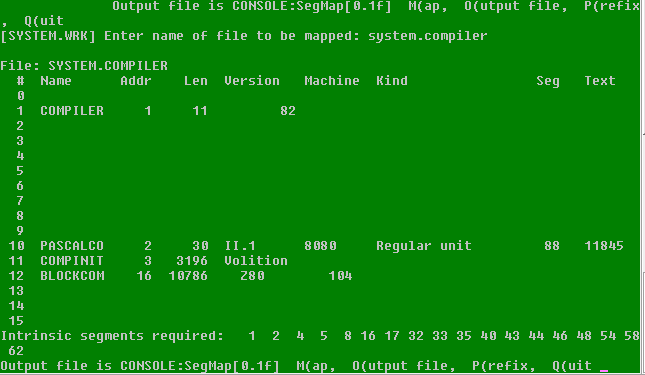 Output file is CONSOLE:SegMap[0.1f] M(ap, O(utput file, P(refix
, Q(uit
[SYSTEM.WRK] Enter name of file to be mapped: system.compiler
File: SYSTEM.COMPILER
# Name Addr Len Version Machine Kind Seg Text
0
1 COMPILER 1 11 82
2
3
4
5
6
7
8
9
10 PASCALCO 2 30 II.1 8080 Regular unit 88 11845
11 COMPINIT 3 3196 Volition
12 BLOCKCOM 16 10786 280 104
13
14
15
Intrinsic segments required: 1 2 4 5 8 16 17 32 33 35 40 43 44 46 48 54 58
62
Output file is CONSOLE:SegMap[0.1f] M(ap, O(utput file, P(refix, Q(uit _